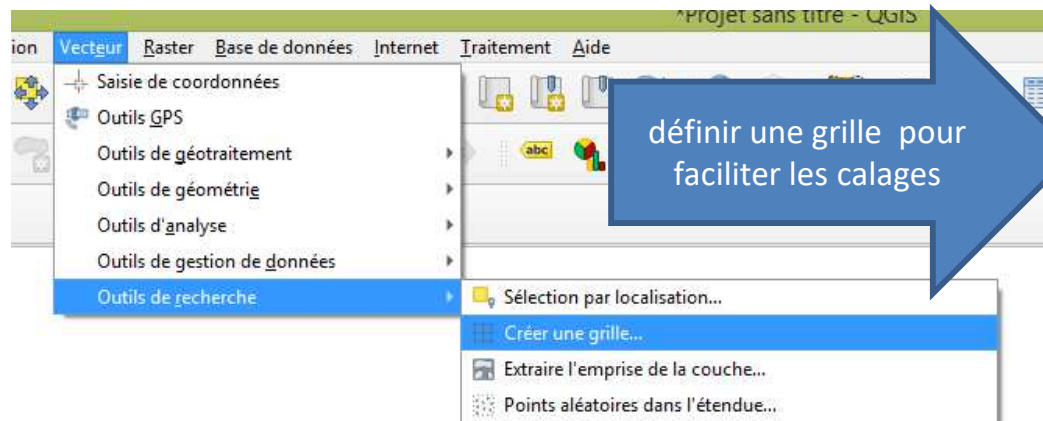 *Projet sans titre - QGIS
ion Vecteur Raster Base de données Internet Traitement Aide
Saisie de coordonnées
Outils GPS
Outils de géotraitement
abc
Outils de géométrie
Outils d'analyse
Outils de gestion de données
Outils de recherche
définir une grille pour
faciliter les calages
Sélection par localisation...
Créer une grille...
Extraire l'emprise de la couche...
Points aléatoires dans l'étendue...